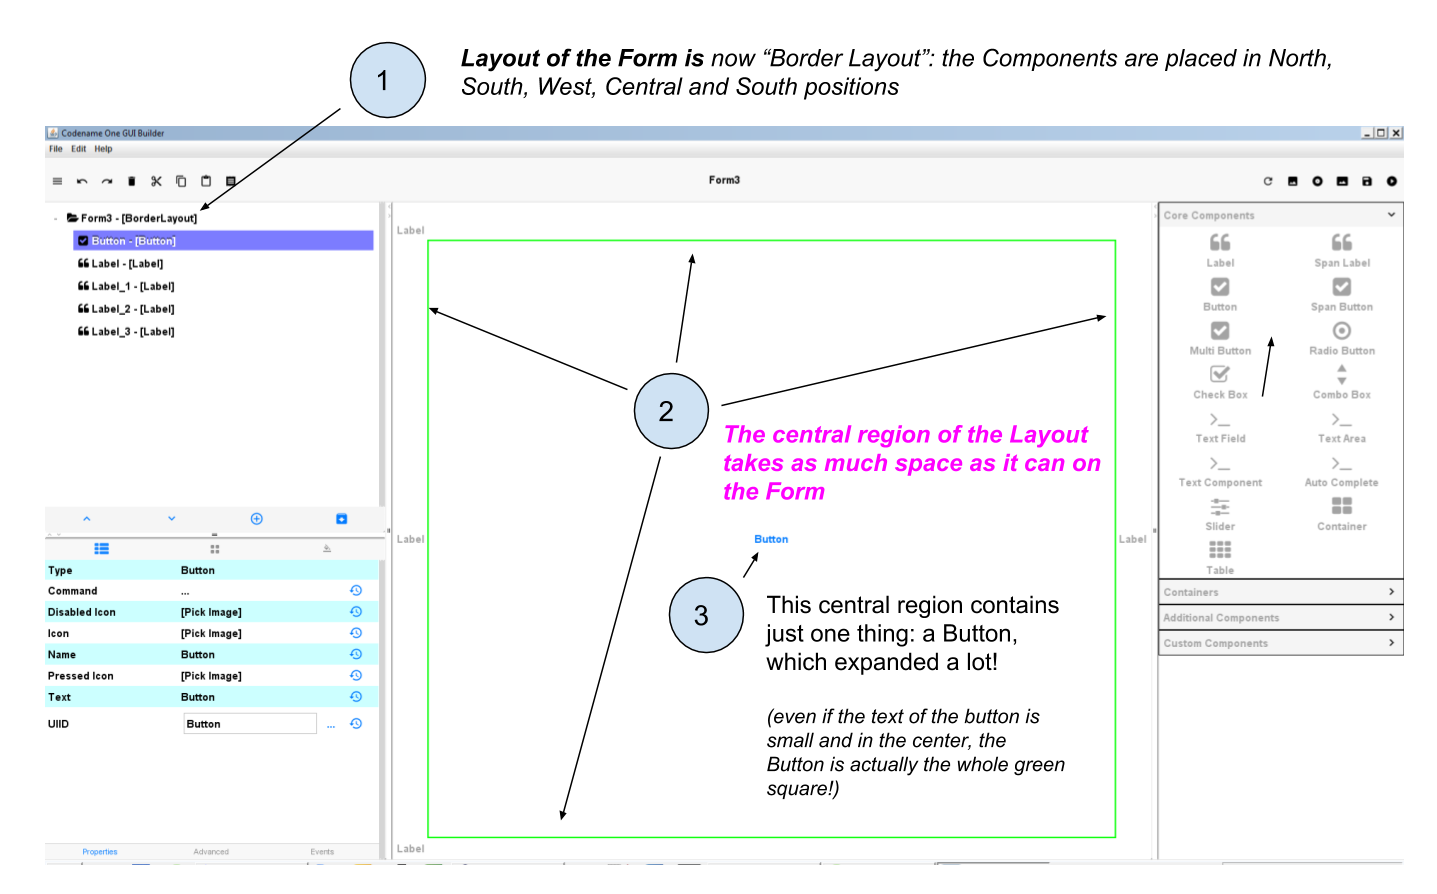 1
Layout of the Form is now “Border Layout”: the Components are placed in North,
South, West, Central and South positions
Codename One GUI Builder
File Edit Help
Form3
- Form3 - [BorderLayout]
Button - [Button]
Label - [Label]
Label_1 - [Label]
Label_2 - [Label]
Label_3 - [Label]
Type Button
Command ...
Disabled Icon [Pick Image]
Icon [Pick Image]
Name Button
Pressed Icon [Pick Image]
Text Button
UIID Button ...
Properties Advanced Events
Label
2
The central region of the Layout
takes as much space as it can on
the Form
Label
Button
Label
3
This central region contains
just one thing: a Button,
which expanded a lot!
(even if the text of the button is
small and in the center, the
Button is actually the whole green
square!)
Label
Core Components
Label Span Label
Button Span Button
Multi Button Radio Button
Check Box Combo Box
Text Field Text Area
Text Component Auto Complete
Slider Container
Table
Containers
Additional Components
Custom Components